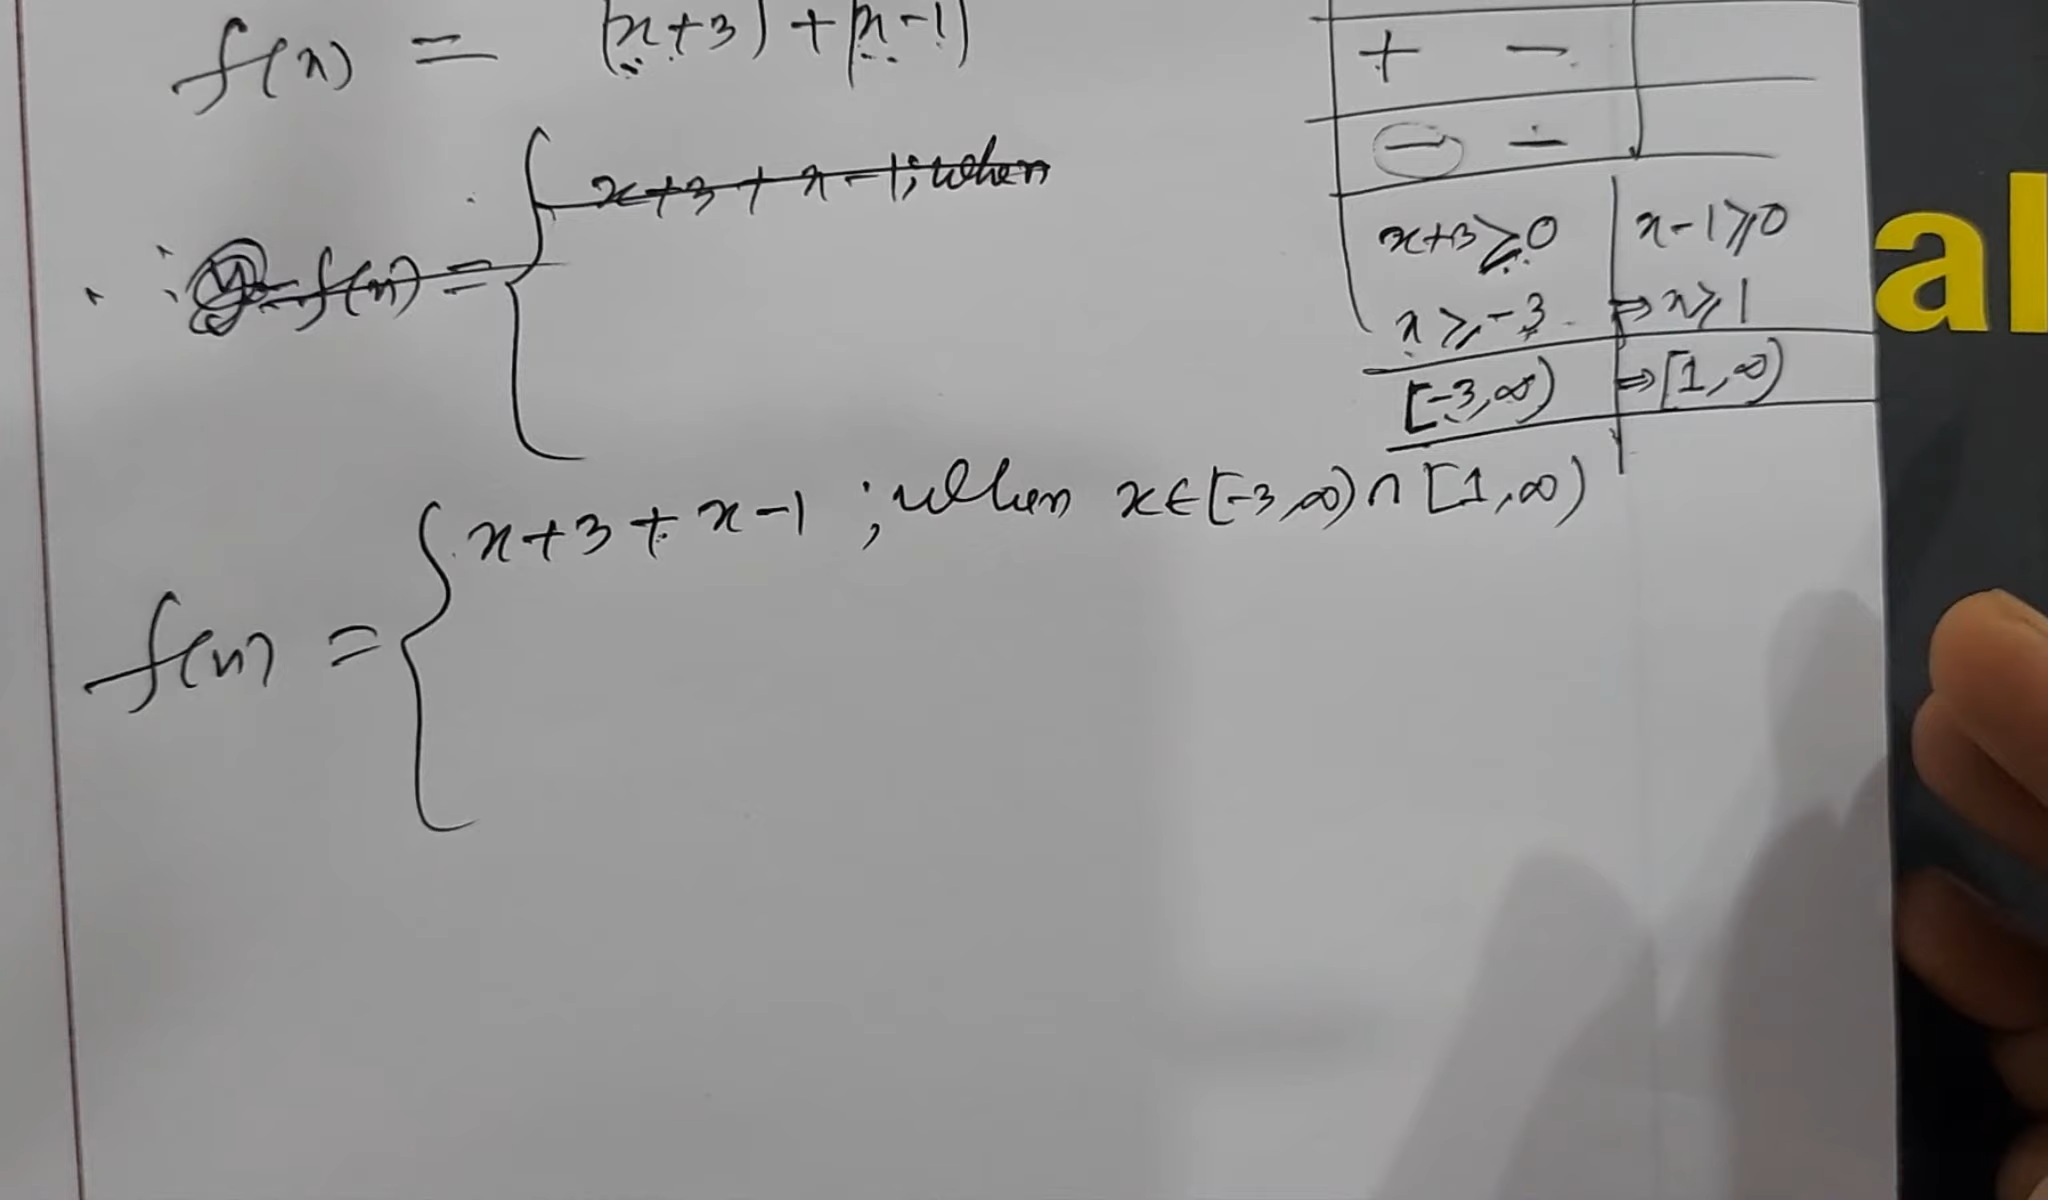 f(x) = |x+3| + |x-1|
+ -
- -
x+3+x-1; when
f(x) =
x+3≥0 x-1≥0
x≥-3 ⇒ x≥1
[-3,∞) ⇒ [1,∞)
x+3+x-1 ; when x∈[-3,∞)∩[1,∞)
f(x) =
al